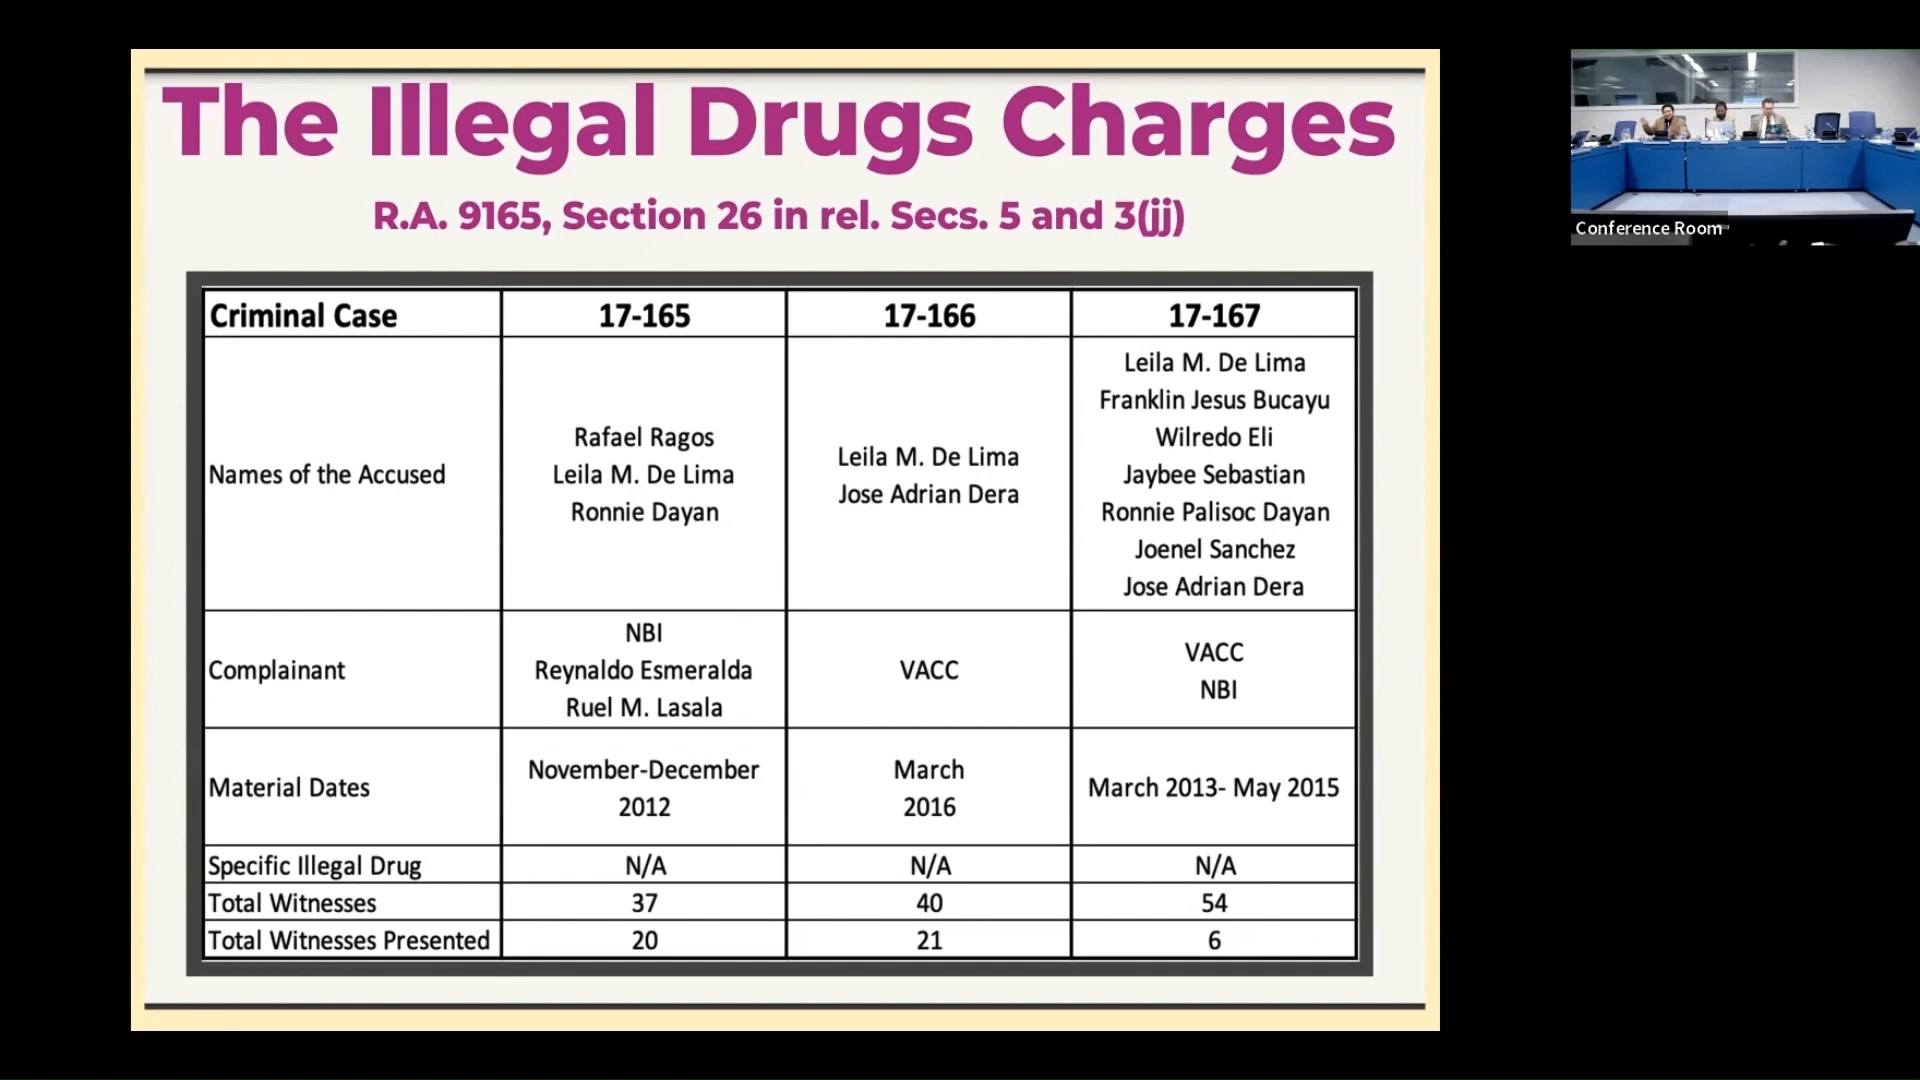 The Illegal Drugs Charges
R.A. 9165, Section 26 in rel. Secs. 5 and 3(jj)
Criminal Case 17-165 17-166 17-167
Names of the Accused
Rafael Ragos
Leila M. De Lima
Ronnie Dayan
Leila M. De Lima
Jose Adrian Dera
Leila M. De Lima
Franklin Jesus Bucayu
Wilredo Eli
Jaybee Sebastian
Ronnie Palisoc Dayan
Joenel Sanchez
Jose Adrian Dera
Complainant
NBI
Reynaldo Esmeralda
Ruel M. Lasala
VACC
VACC
NBI
Material Dates
November-December
2012
March
2016
March 2013- May 2015
Specific Illegal Drug N/A N/A N/A
Total Witnesses 37 40 54
Total Witnesses Presented 20 21 6
Conference Room